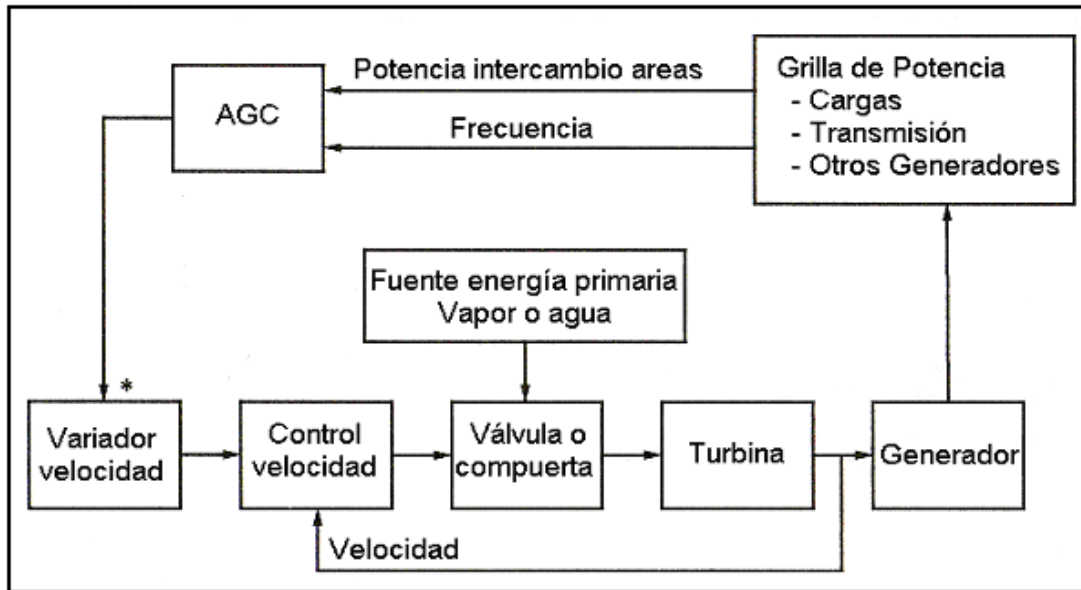 Potencia intercambio areas
AGC
Frecuencia
Grilla de Potencia
- Cargas
- Transmisión
- Otros Generadores
Fuente energía primaria
Vapor o agua
*
Variador
velocidad
Control
velocidad
Válvula o
compuerta
Turbina
Generador
Velocidad